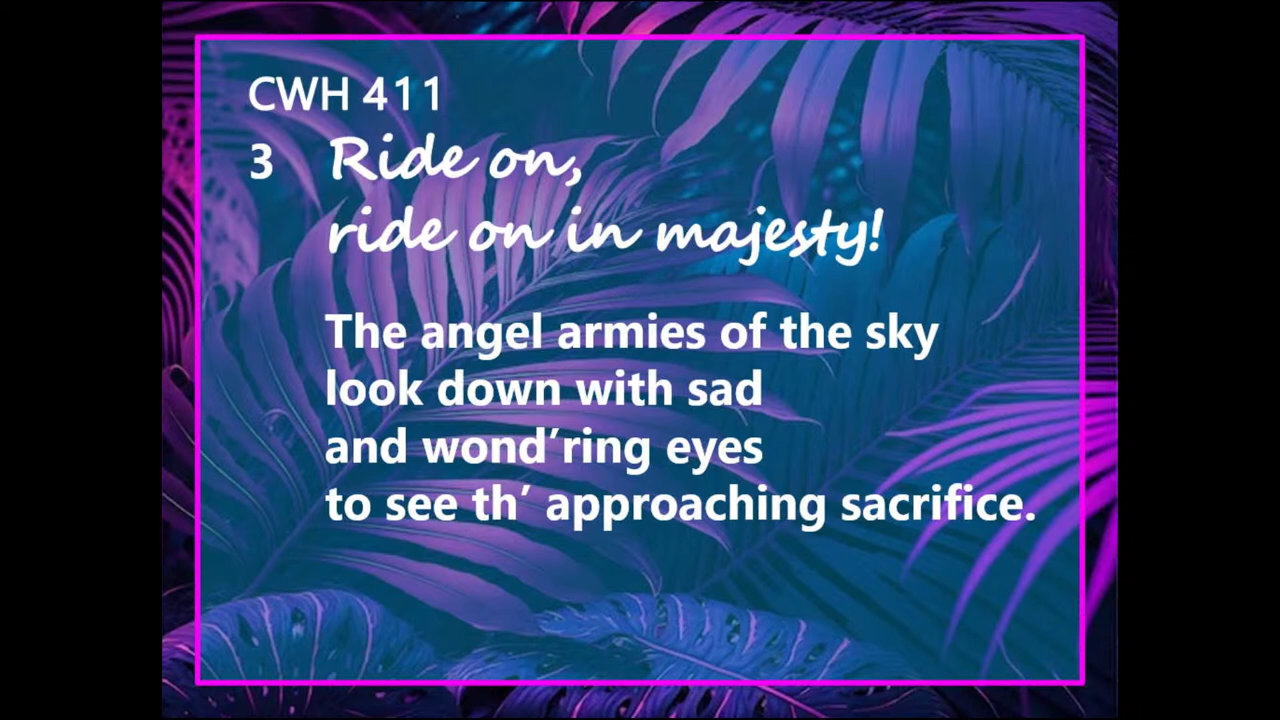 CWH 411
3 Ride on,
ride on in majesty!
The angel armies of the sky
look down with sad
and wond’ring eyes
to see th’ approaching sacrifice.